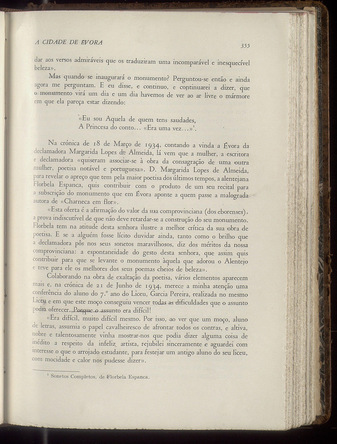 A CIDADE DE EVORA
353
dar aos versos admiráveis que os traduziram uma incomparável e inesquecível
beleza».
Mas quando se inaugurará o monumento? Perguntou-se então e ainda
agora me perguntam. E eu disse, e continuo, e continuarei a dizer, que
o monumento virá um dia e um dia havemos de ver ao ar livre o mármore
em que ela pareça estar dizendo:
«Eu sou Aquela de quem tens saudades,
A Princesa do conto... «Era uma vez...»¹.
Na crónica de 18 de Março de 1934, contando a vinda a Évora da
declamadora Margarida Lopes de Almeida, lá vem que a mulher, a escritora
e declamadora «quiseram associar-se à obra da consagração de uma outra
mulher, poetisa notável e portuguesa». D. Margarida Lopes de Almeida,
para revelar o apreço que tem pela maior poetisa dos últimos tempos, a alentejana
Florbela Espanca, quis contribuir com o produto de um seu recital para
a subscrição do monumento que em Évora aponte a quem passe a malograda
autora de «Charneca em flor».
«Esta oferta é a afirmação do valor da sua comprovinciana (dos
a prova indiscutível de que não deve retardar-se a construção do seu monumento.
Florbela tem na atitude desta senhora ilustre a melhor crítica da sua obra de
poetisa. E se a alguém fosse lícito duvidar ainda, tanto como o brilho que
a declamadora põe nos seus sonetos maravilhosos, diz dos méritos da nossa
comprovinciana: a espontaneidade do gesto desta senhora, que assim quis
contribuir para que se levante o monumento àquela que adorou o Alentejo
e teve para ele os melhores dos seus poemas cheios de beleza».
Colaborando na obra de exaltação da poetisa, vários elementos aparecem
mais e, na crónica de 21 de Junho de 1934, merece a minha atenção uma
conferência do aluno do 7.º ano do Liceu, Garcia Pereira, realizada no mesmo
Liceu e em que este moço conseguiu vencer todas as dificuldades que o assunto
podia oferecer. Porque o assunto era difícil!
«Era difícil, muito difícil mesmo. Por isso, ao ver que um moço, aluno
de letras, assumia o papel cavalheiresco de afrontar todos os contras, e altiva,
nobre e talentosamente vinha mostrar-nos que podia dizer alguma coisa de
inédito a respeito da infeliz artista, rejubilei sinceramente e aguardei com
interesse o que o arrojado estudante, para festejar um antigo aluno do seu liceu,
com mocidade e calor nos pudesse dizer».
¹ Sonetos Completos, de Florbela Espanca.